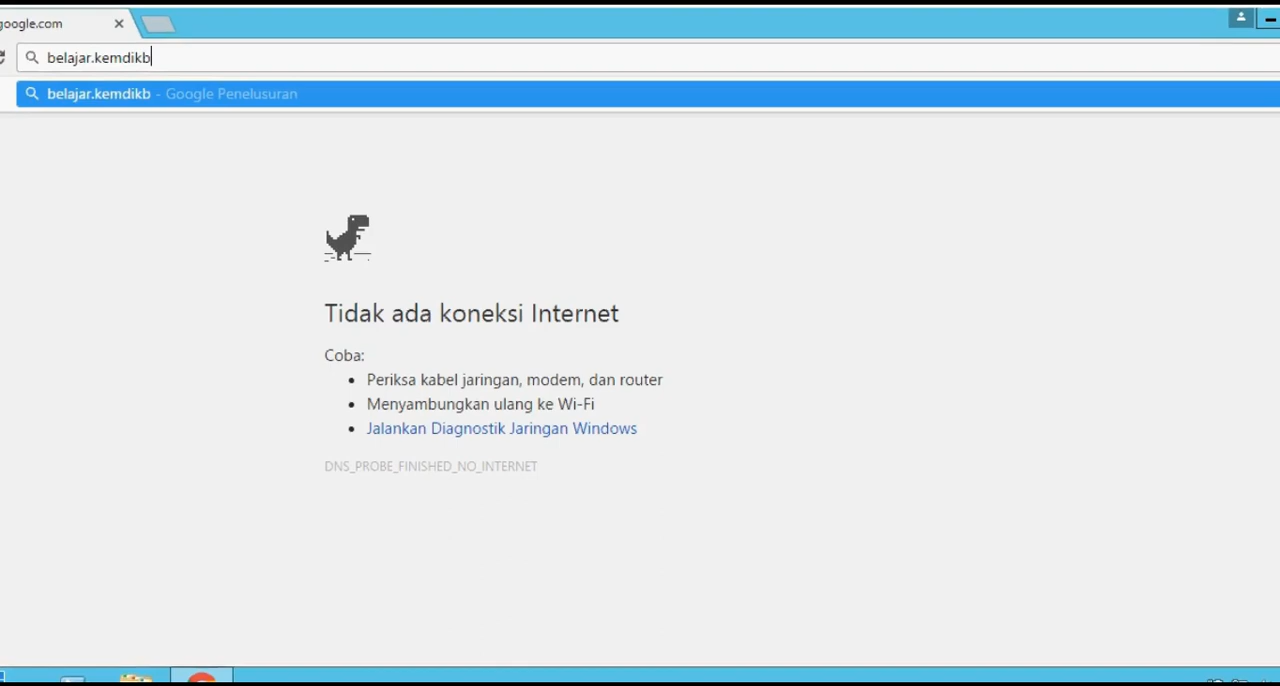 google.com
belajar.kemdikb
belajar.kemdikb - Google Penelusuran
Tidak ada koneksi Internet
Coba:
Periksa kabel jaringan, modem, dan router
Menyambungkan ulang ke Wi-Fi
Jalankan Diagnostik Jaringan Windows
DNS_PROBE_FINISHED_NO_INTERNET